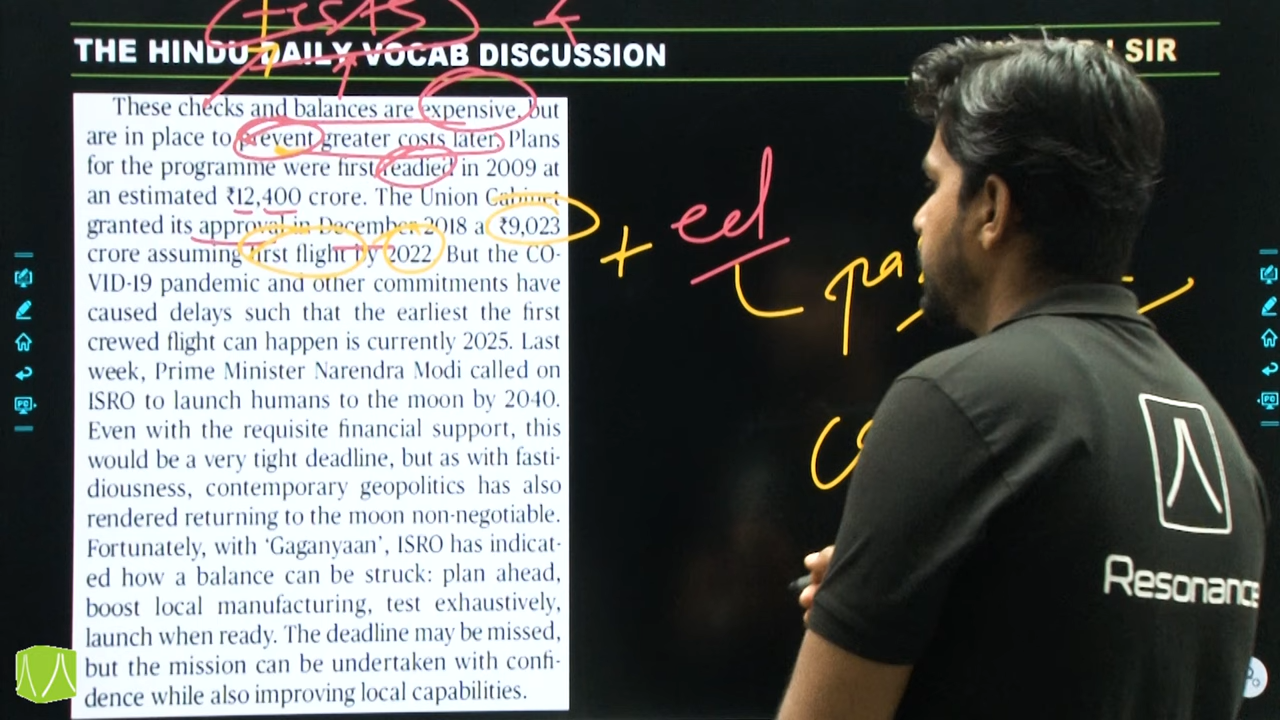 tests
THE HINDU DAILY VOCAB DISCUSSION
SIR
These checks and balances are expensive, but
are in place to prevent greater costs later. Plans
for the programme were first readied in 2009 at
an estimated ₹12,400 crore. The Union Cabinet
granted its approval in December 2018 at ₹9,023
crore assuming first flight by 2022. But the CO-
VID-19 pandemic and other commitments have
caused delays such that the earliest the first
crewed flight can happen is currently 2025. Last
week, Prime Minister Narendra Modi called on
ISRO to launch humans to the moon by 2040.
Even with the requisite financial support, this
would be a very tight deadline, but as with fasti-
diousness, contemporary geopolitics has also
rendered returning to the moon non-negotiable.
Fortunately, with ‘Gaganyaan’, ISRO has indicat-
ed how a balance can be struck: plan ahead,
boost local manufacturing, test exhaustively,
launch when ready. The deadline may be missed,
but the mission can be undertaken with confi-
dence while also improving local capabilities.
+ ed
Resonance
PC
PC